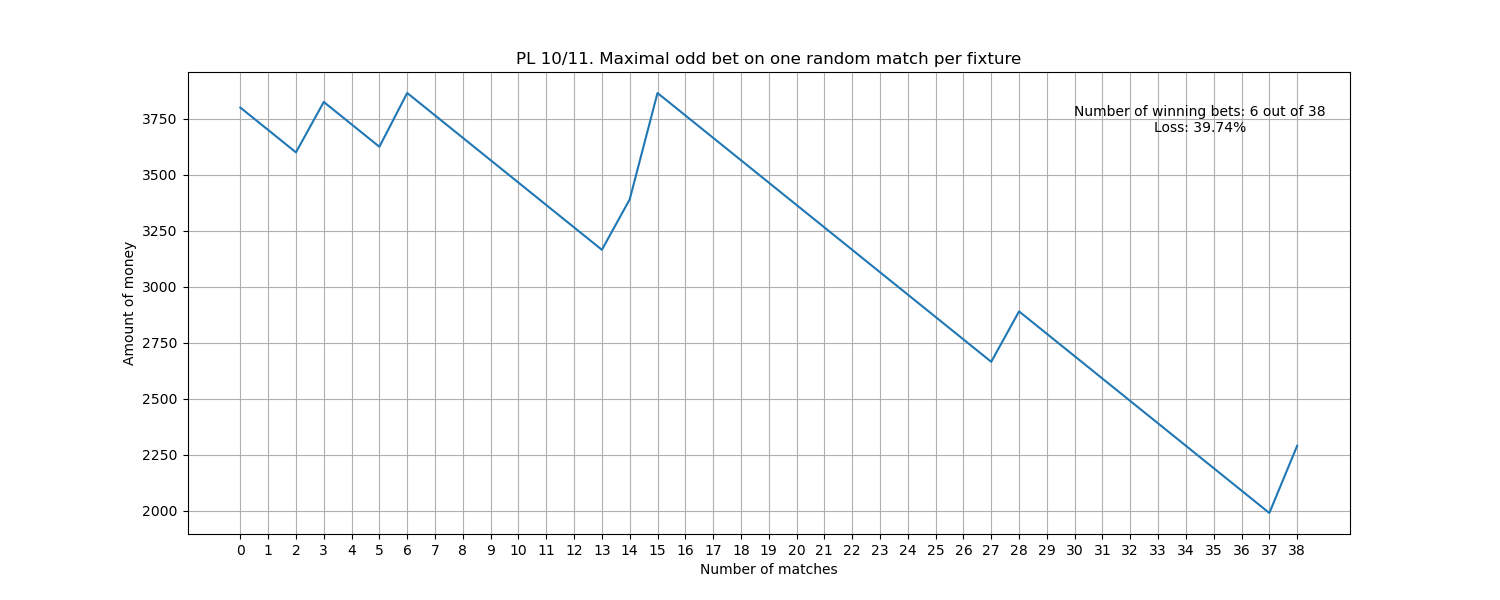 PL 10/11. Maximal odd bet on one random match per fixture
Number of winning bets: 6 out of 38
Loss: 39.74%
Amount of money
3750
3500
3250
3000
2750
2500
2250
2000
0 1 2 3 4 5 6 7 8 9 10 11 12 13 14 15 16 17 18 19 20 21 22 23 24 25 26 27 28 29 30 31 32 33 34 35 36 37 38
Number of matches